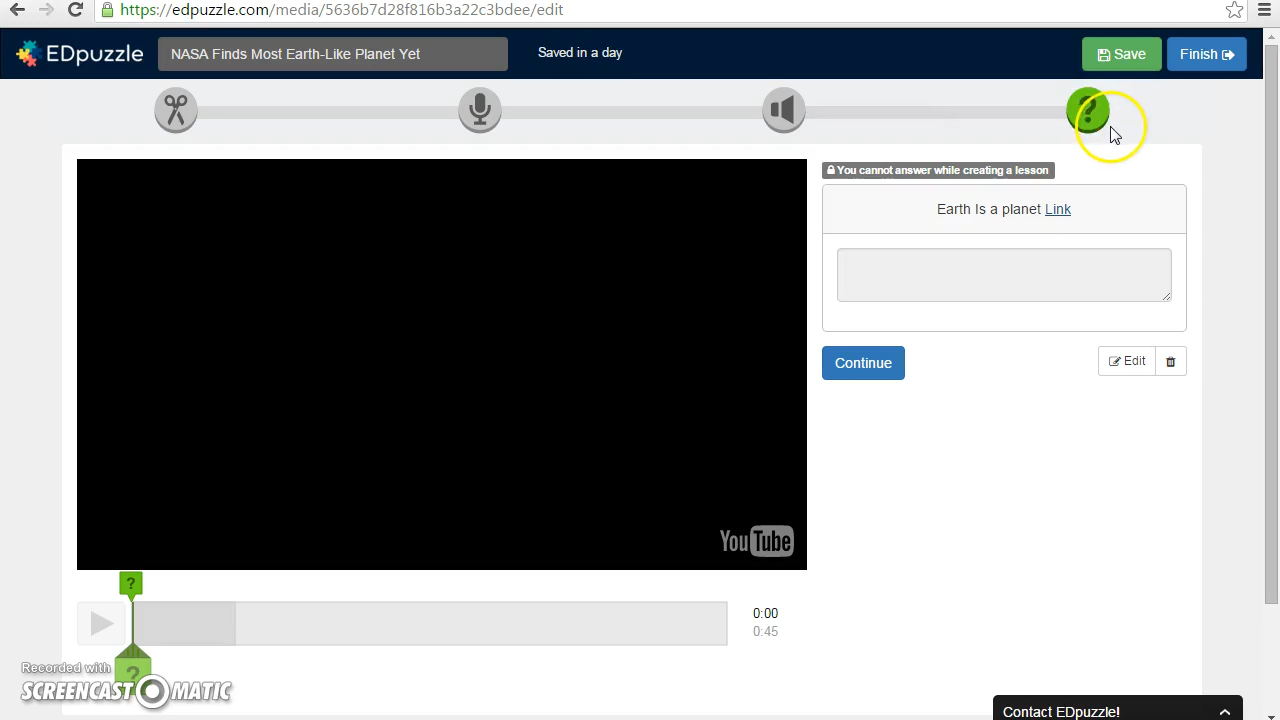 https://edpuzzle.com/media/5636b7d28f816b3a22c3bdee/edit
EDpuzzle
NASA Finds Most Earth-Like Planet Yet
Saved in a day
Save
Finish
?
You cannot answer while creating a lesson
Earth Is a planet Link
Continue
Edit
YouTube
?
0:00
0:45
?
Recorded with
SCREENCAST-O-MATIC
Contact EDpuzzle!